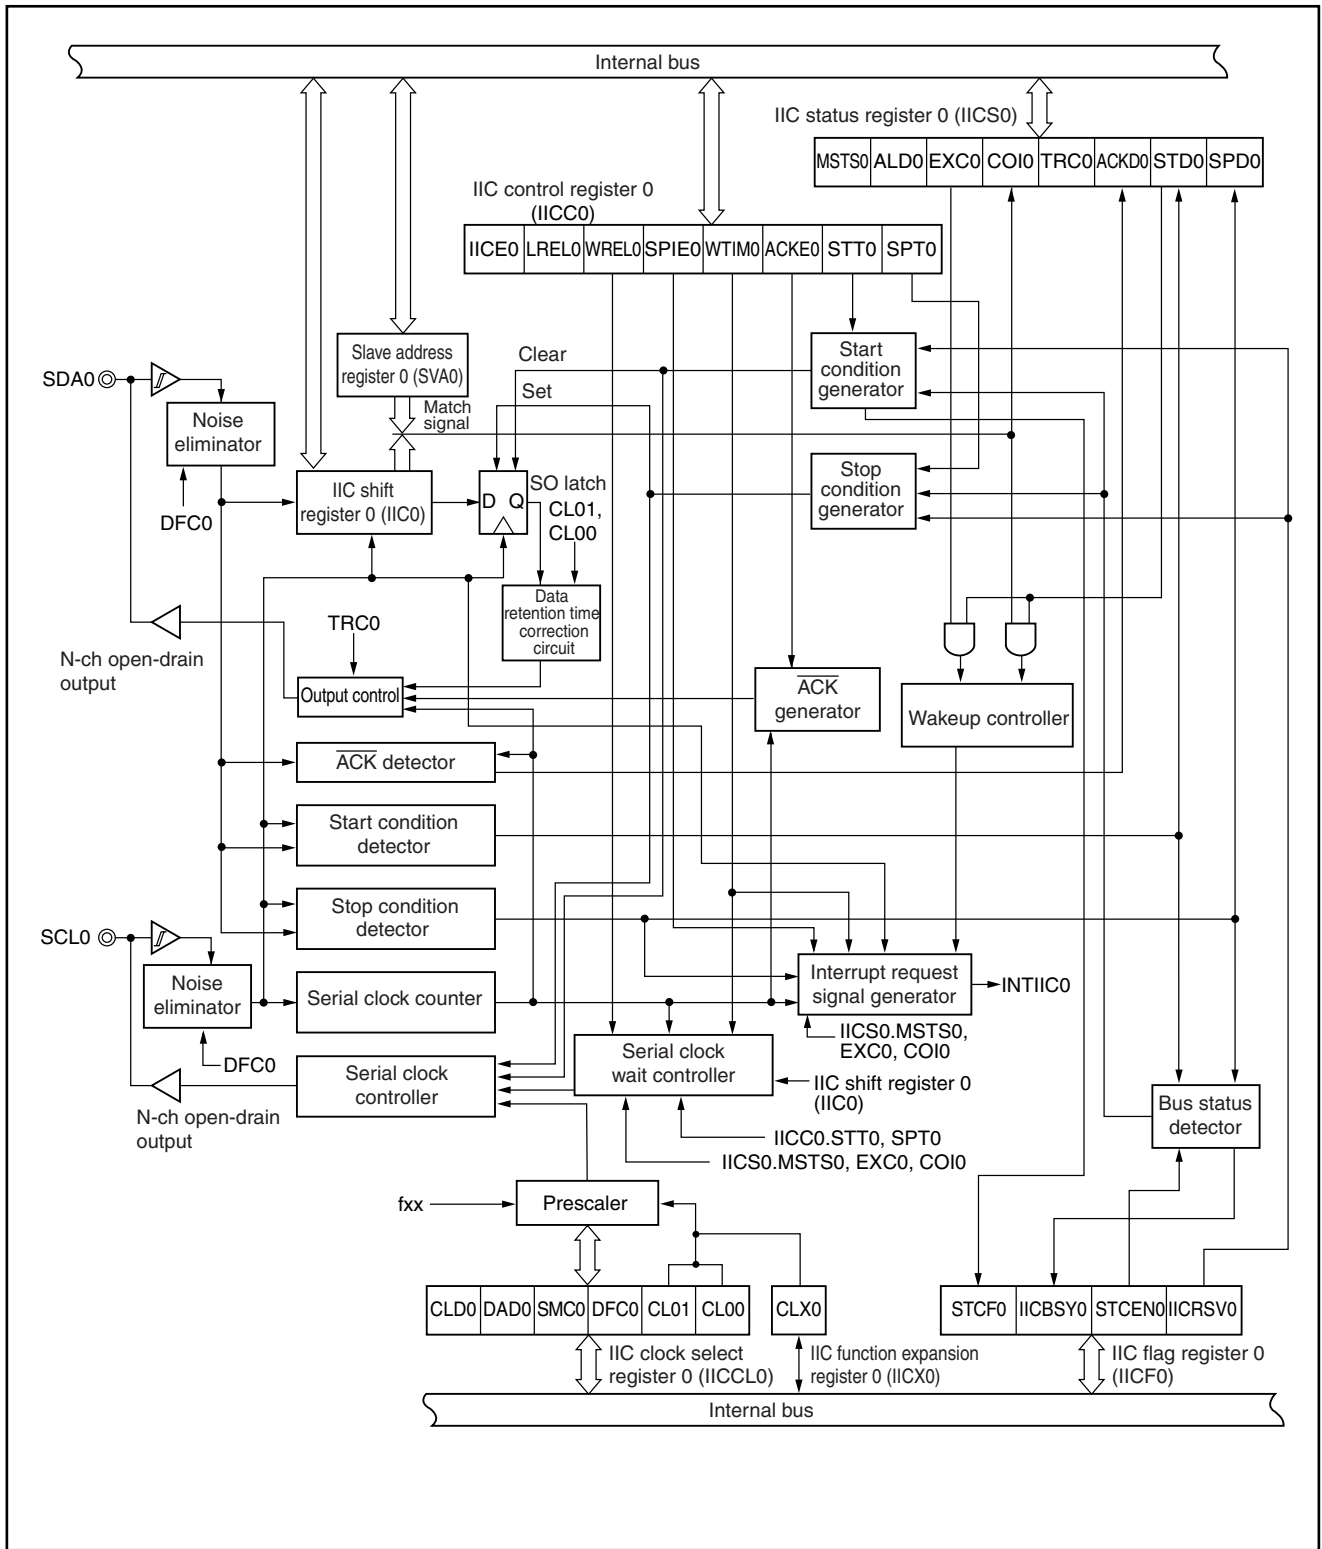 Internal bus
IIC status register 0 (IICS0)
MSTS0 ALD0 EXC0 COI0 TRC0 ACKD0 STD0 SPD0
IIC control register 0
(IICC0)
IICE0 LREL0 WREL0 SPIE0 WTIM0 ACKE0 STT0 SPT0
Slave address
register 0 (SVA0)
Clear
Start
condition
generator
SDA0
Set
Match
signal
Noise
eliminator
Stop
condition
generator
IIC shift
register 0 (IIC0)
D Q
SO latch
CL01,
CL00
DFC0
Data
retention time
correction
circuit
TRC0
N-ch open-drain
output
Output control
ACK
generator
Wakeup controller
ACK detector
Start condition
detector
Stop condition
detector
SCL0
Noise
eliminator
Serial clock counter
Interrupt request
signal generator
INTIIC0
IICS0.MSTS0,
EXC0, COI0
DFC0
Serial clock
controller
Serial clock
wait controller
IIC shift register 0
(IIC0)
N-ch open-drain
output
Bus status
detector
IICC0.STT0, SPT0
IICS0.MSTS0, EXC0, COI0
fxx
Prescaler
CLD0 DAD0 SMC0 DFC0 CL01 CL00
CLX0
STCF0 IICBSY0 STCEN0 IICRSV0
IIC clock select
register 0 (IICCL0)
IIC function expansion
register 0 (IICX0)
IIC flag register 0
(IICF0)
Internal bus